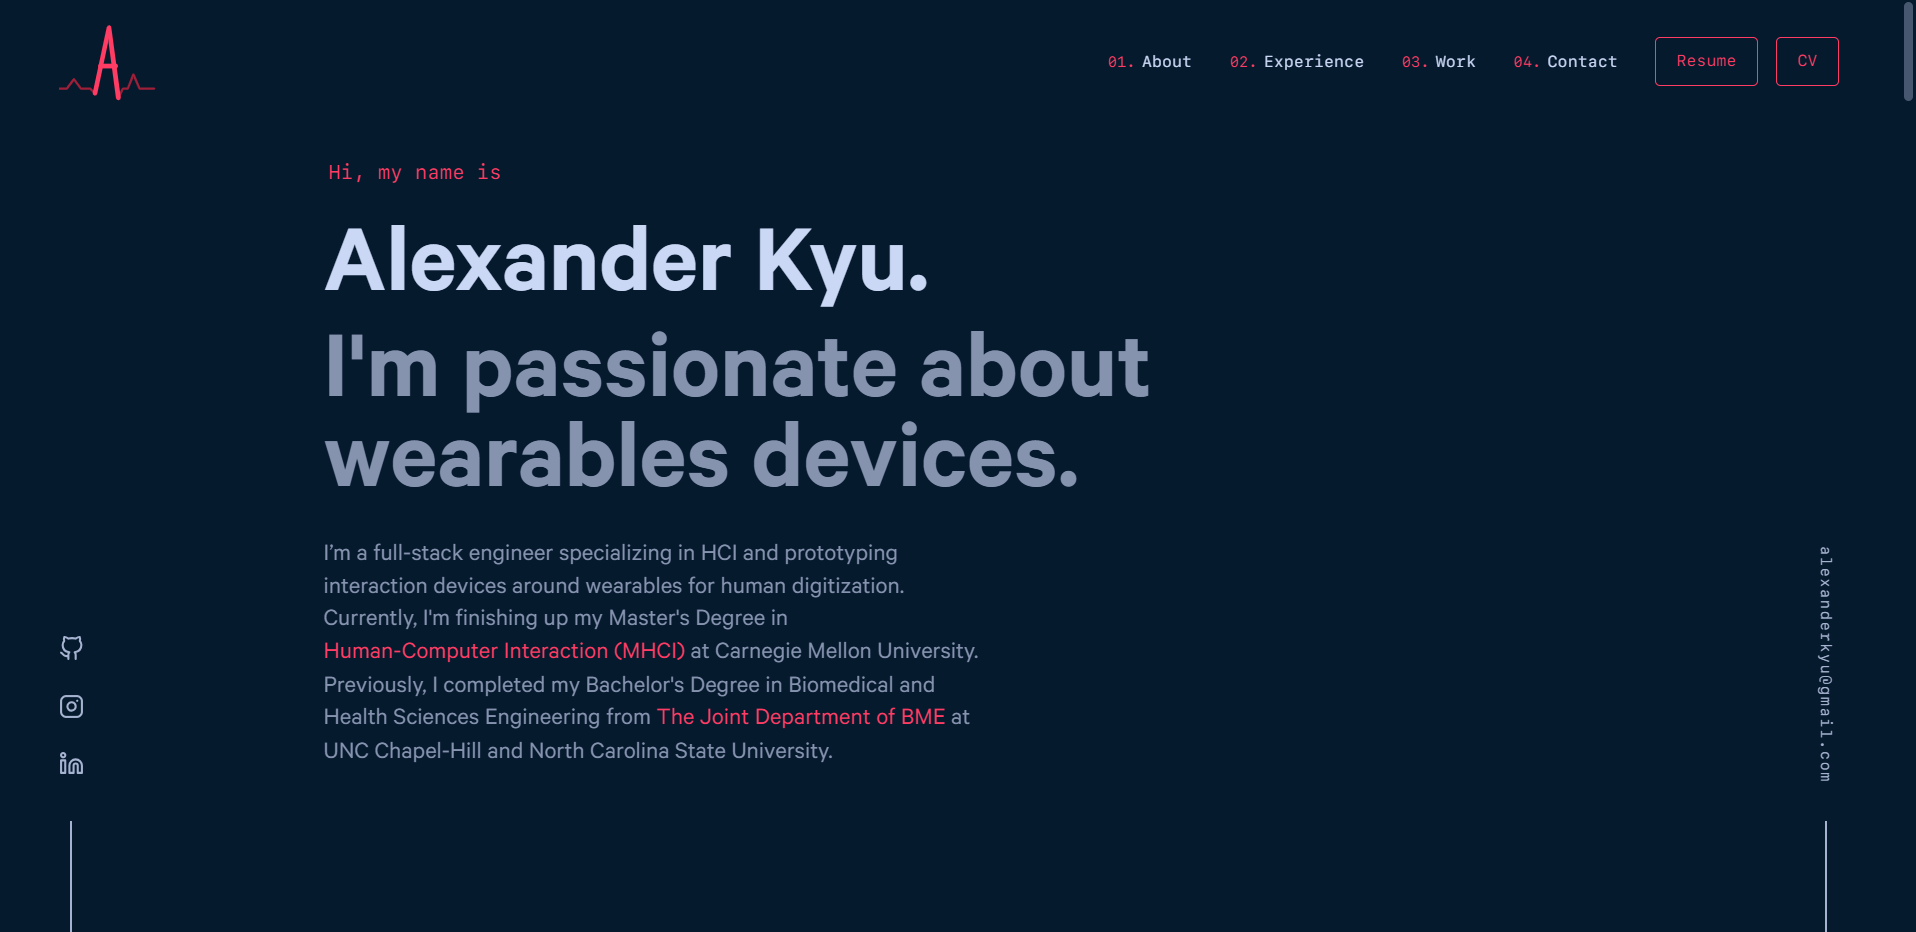 A
01. About
02. Experience
03. Work
04. Contact
Resume
CV
Hi, my name is
Alexander Kyu.
I'm passionate about
wearables devices.
I’m a full-stack engineer specializing in HCI and prototyping
interaction devices around wearables for human digitization.
Currently, I'm finishing up my Master's Degree in
Human-Computer Interaction (MHCI) at Carnegie Mellon University.
Previously, I completed my Bachelor's Degree in Biomedical and
Health Sciences Engineering from The Joint Department of BME at
UNC Chapel-Hill and North Carolina State University.
in
alexanderkyu@gmail.com